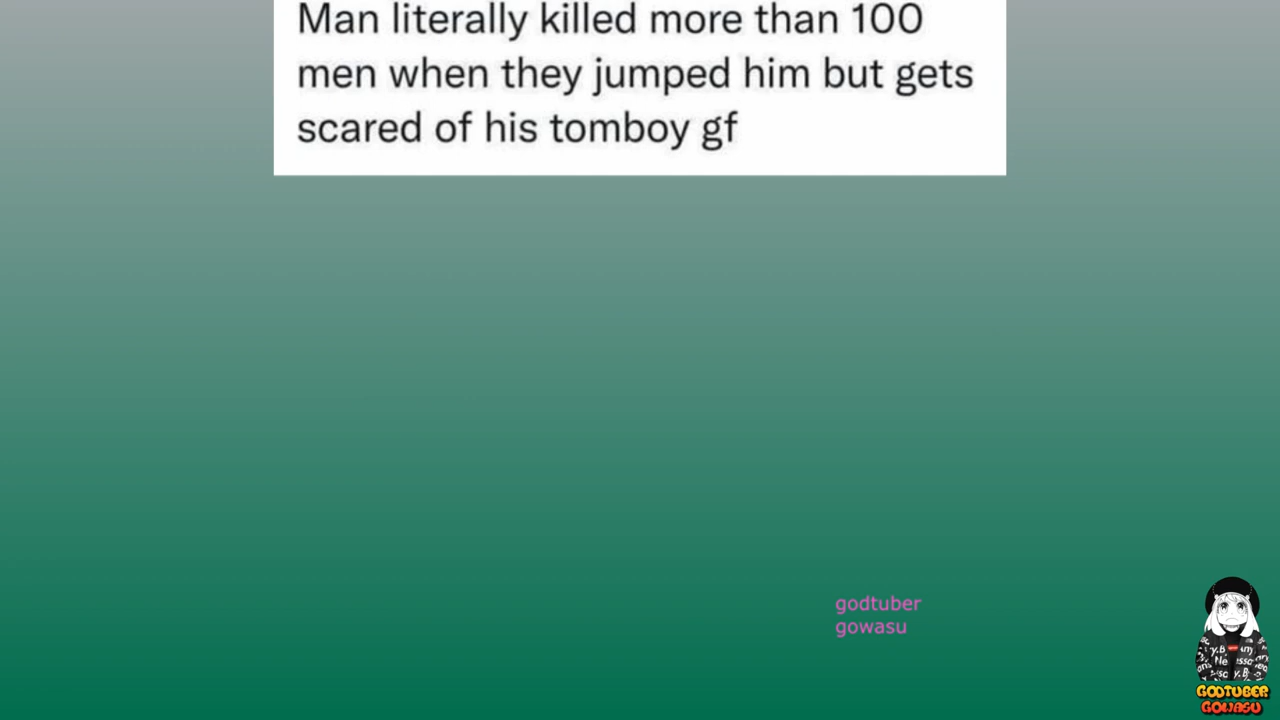 Man literally killed more than 100
men when they jumped him but gets
scared of his tomboy gf
godtuber
gowasu
GODTUBER
GOWASU